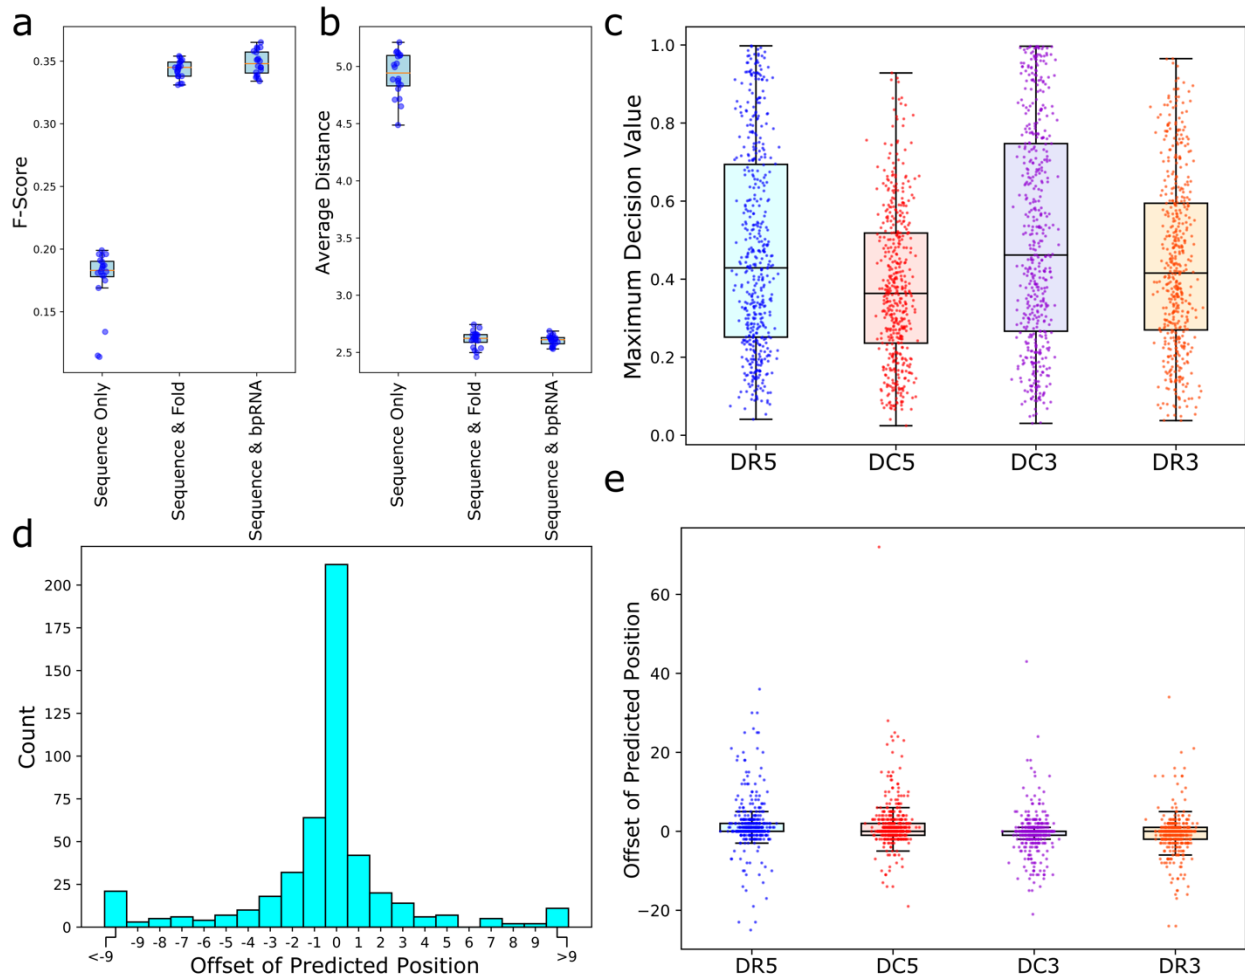 a
0.35
0.30
0.25
0.20
0.15
F-Score
Sequence Only
Sequence & Fold
Sequence & bpRNA
b
5.0
4.5
4.0
3.5
3.0
2.5
Average Distance
Sequence Only
Sequence & Fold
Sequence & bpRNA
c
1.0
0.8
0.6
0.4
0.2
0.0
Maximum Decision Value
DR5 DC5 DC3 DR3
d
200
175
150
125
100
75
50
25
0
Count
<-9 -9 -8 -7 -6 -5 -4 -3 -2 -1 0 1 2 3 4 5 6 7 8 9 >9
Offset of Predicted Position
e
60
40
20
0
−20
Offset of Predicted Position
DR5 DC5 DC3 DR3